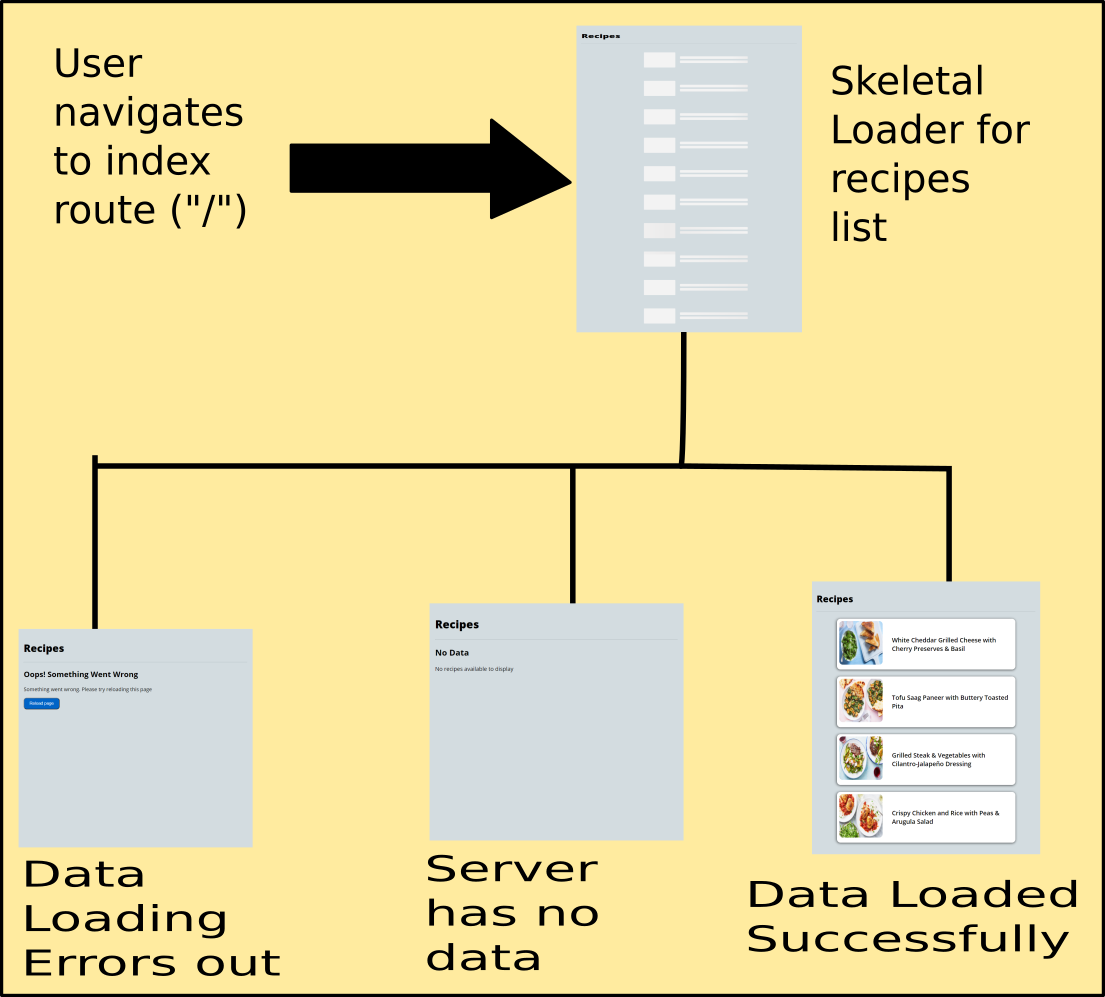 User
navigates
to index
route ("/")
Recipes
Skeletal
Loader for
recipes
list
Recipes
Oops! Something Went Wrong
Something went wrong. Please try reloading this page
Reload page
Data
Loading
Errors out
Recipes
No Data
No recipes available to display
Server
has no
data
Recipes
White Cheddar Grilled Cheese with
Cherry Preserves & Basil
Tofu Saag Paneer with Buttery Toasted
Pita
Grilled Steak & Vegetables with
Cilantro-Jalapeño Dressing
Crispy Chicken and Rice with Peas &
Arugula Salad
Data Loaded
Successfully